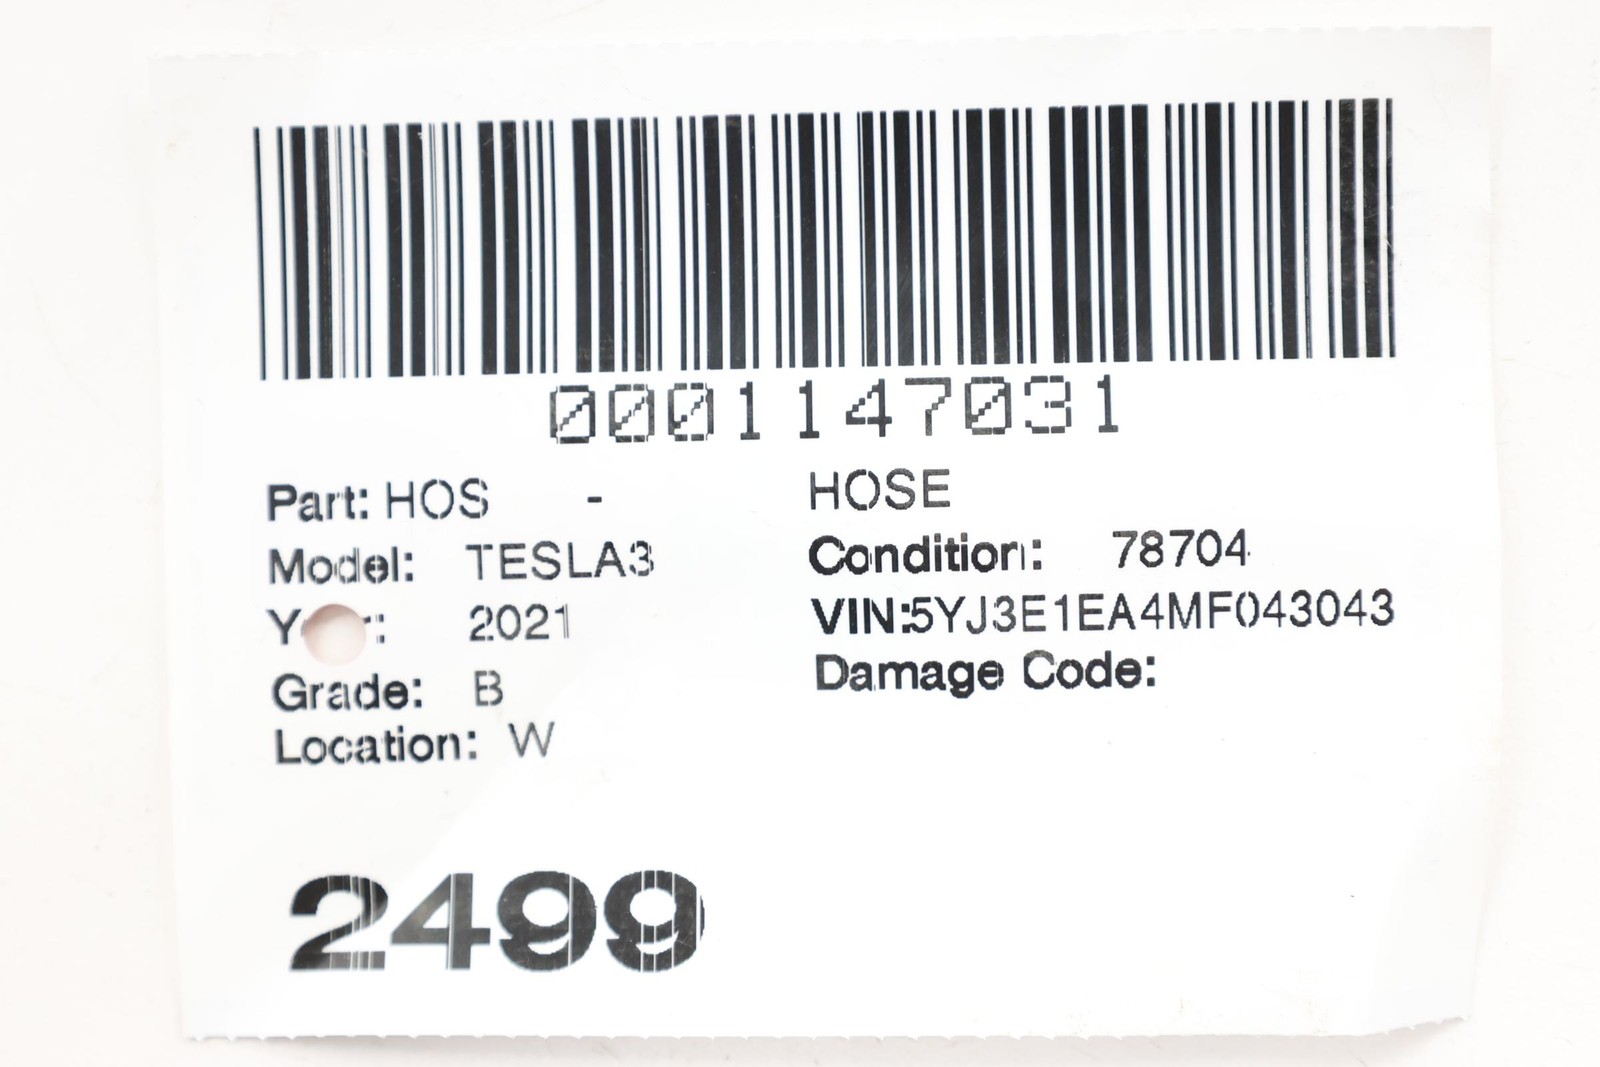 0001147031
Part: HOS - HOSE
Model: TESLA3 Condition: 78704
2021 VIN:5YJ3E1EA4MF043043
Grade: B Damage Code:
Location: W
2499